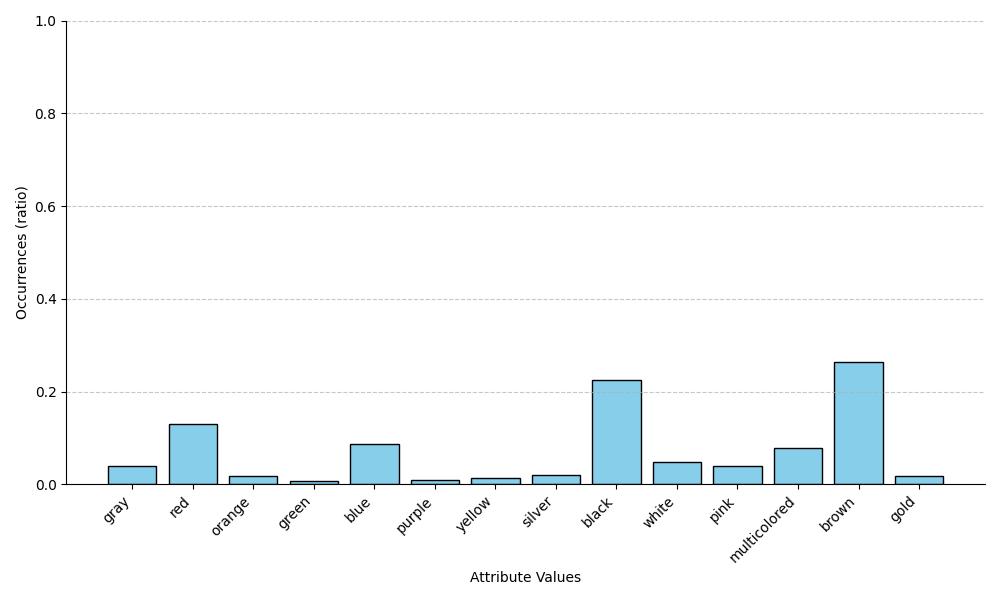 1.0
0.8
0.6
0.4
0.2
0.0
Occurrences (ratio)
gray
red
orange
green
blue
purple
yellow
silver
black
white
pink
multicolored
brown
gold
Attribute Values